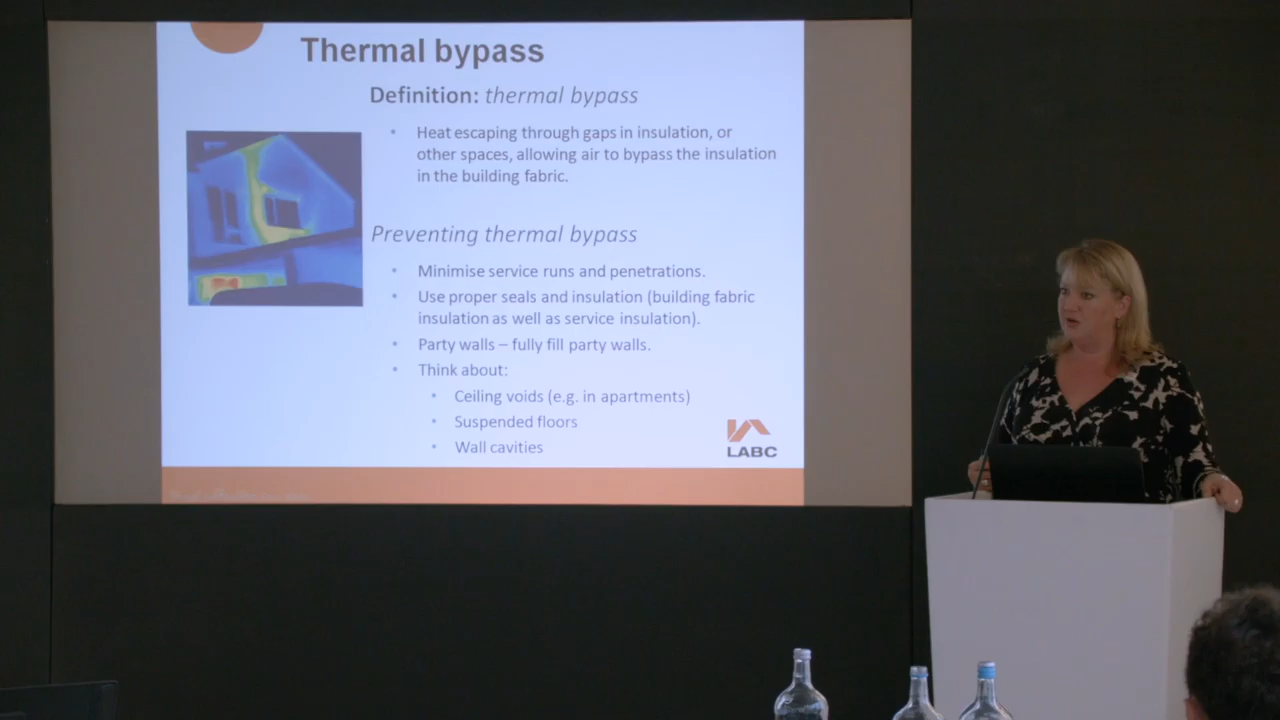 Thermal bypass
Definition: thermal bypass
• Heat escaping through gaps in insulation, or
other spaces, allowing air to bypass the insulation
in the building fabric.
Preventing thermal bypass
• Minimise service runs and penetrations.
• Use proper seals and insulation (building fabric
insulation as well as service insulation).
• Party walls – fully fill party walls.
• Think about:
• Ceiling voids (e.g. in apartments)
• Suspended floors
• Wall cavities
LABC